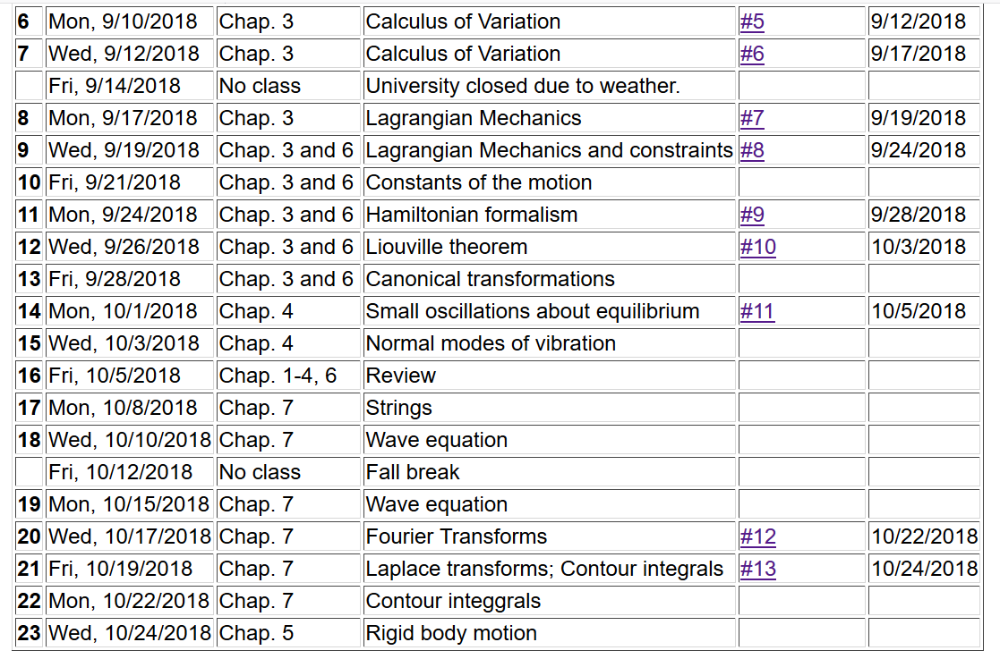 6 Mon, 9/10/2018 Chap. 3 Calculus of Variation #5 9/12/2018
7 Wed, 9/12/2018 Chap. 3 Calculus of Variation #6 9/17/2018
Fri, 9/14/2018 No class University closed due to weather.
8 Mon, 9/17/2018 Chap. 3 Lagrangian Mechanics #7 9/19/2018
9 Wed, 9/19/2018 Chap. 3 and 6 Lagrangian Mechanics and constraints #8 9/24/2018
10 Fri, 9/21/2018 Chap. 3 and 6 Constants of the motion
11 Mon, 9/24/2018 Chap. 3 and 6 Hamiltonian formalism #9 9/28/2018
12 Wed, 9/26/2018 Chap. 3 and 6 Liouville theorem #10 10/3/2018
13 Fri, 9/28/2018 Chap. 3 and 6 Canonical transformations
14 Mon, 10/1/2018 Chap. 4 Small oscillations about equilibrium #11 10/5/2018
15 Wed, 10/3/2018 Chap. 4 Normal modes of vibration
16 Fri, 10/5/2018 Chap. 1-4, 6 Review
17 Mon, 10/8/2018 Chap. 7 Strings
18 Wed, 10/10/2018 Chap. 7 Wave equation
Fri, 10/12/2018 No class Fall break
19 Mon, 10/15/2018 Chap. 7 Wave equation
20 Wed, 10/17/2018 Chap. 7 Fourier Transforms #12 10/22/2018
21 Fri, 10/19/2018 Chap. 7 Laplace transforms; Contour integrals #13 10/24/2018
22 Mon, 10/22/2018 Chap. 7 Contour integgrals
23 Wed, 10/24/2018 Chap. 5 Rigid body motion